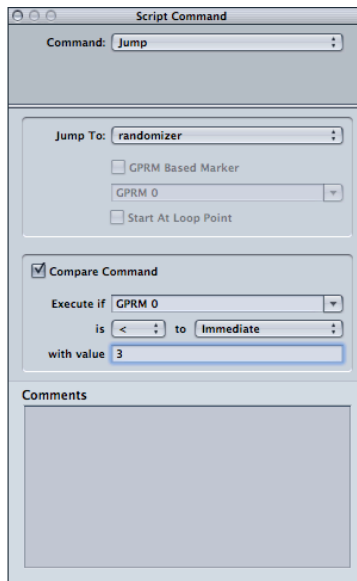 Script Command
Command: Jump
Jump To: randomizer
GPRM Based Marker
GPRM 0
Start At Loop Point
Compare Command
Execute if GPRM 0
is < to Immediate
with value 3
Comments